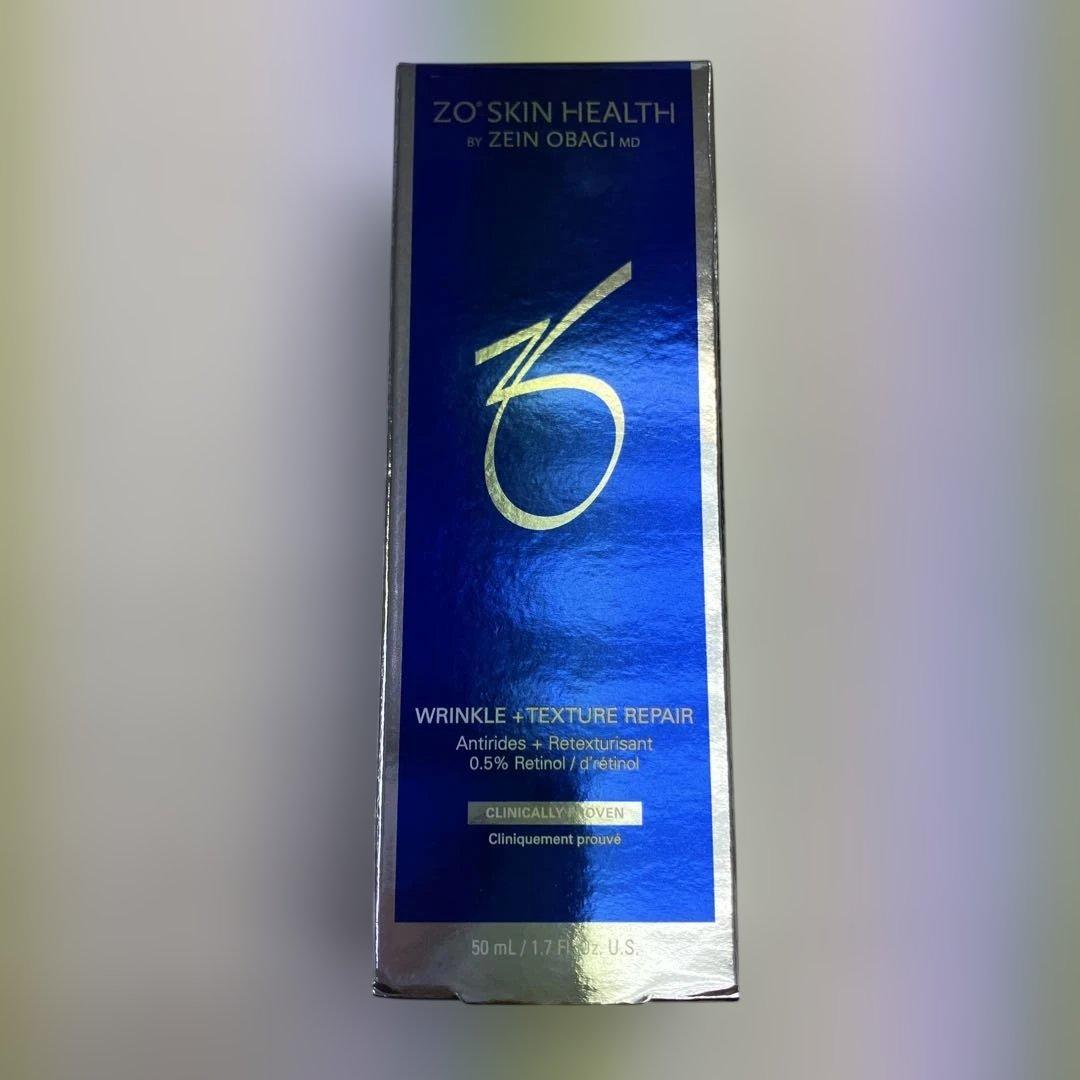 ZO® SKIN HEALTH
BY ZEIN OBAGI MD
WRINKLE + TEXTURE REPAIR
Antirides + Retexturisant
0.5% Retinol / d'rétinol
CLINICALLY PROVEN
Cliniquement prouvé
50 mL / 1.7 Fl. Oz. U.S.